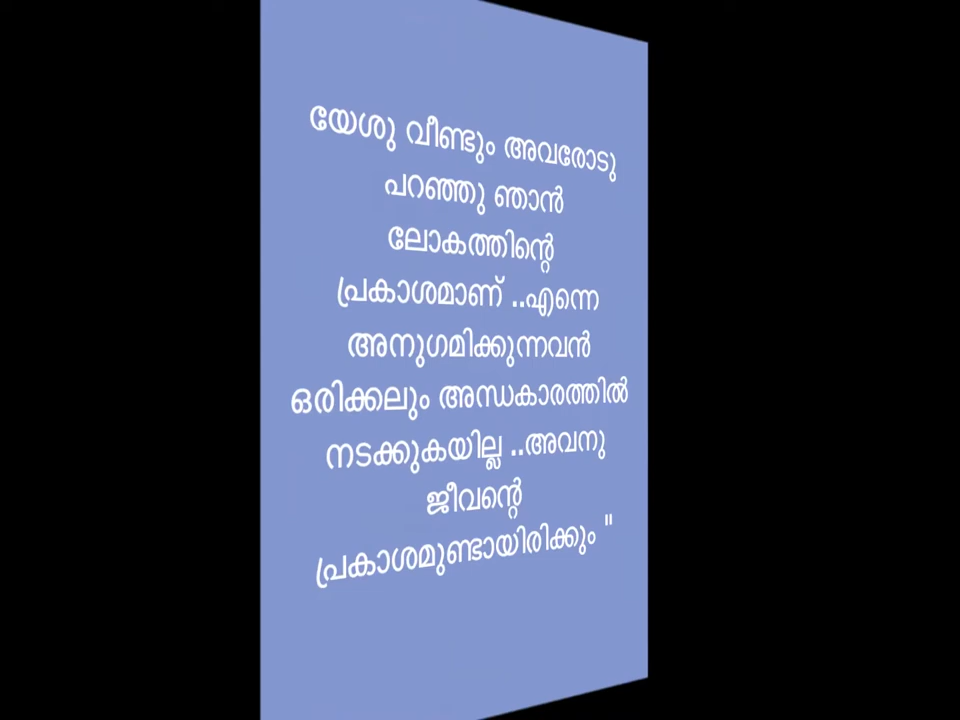 യേശു വീണ്ടും അവരോടു
പറഞ്ഞു ഞാൻ
ലോകത്തിന്റെ
പ്രകാശമാണ് ..എന്നെ
അനുഗമിക്കുന്നവൻ
ഒരിക്കലും അന്ധകാരത്തിൽ
നടക്കുകയില്ല ..അവനു
ജീവന്റെ
പ്രകാശമുണ്ടായിരിക്കും "